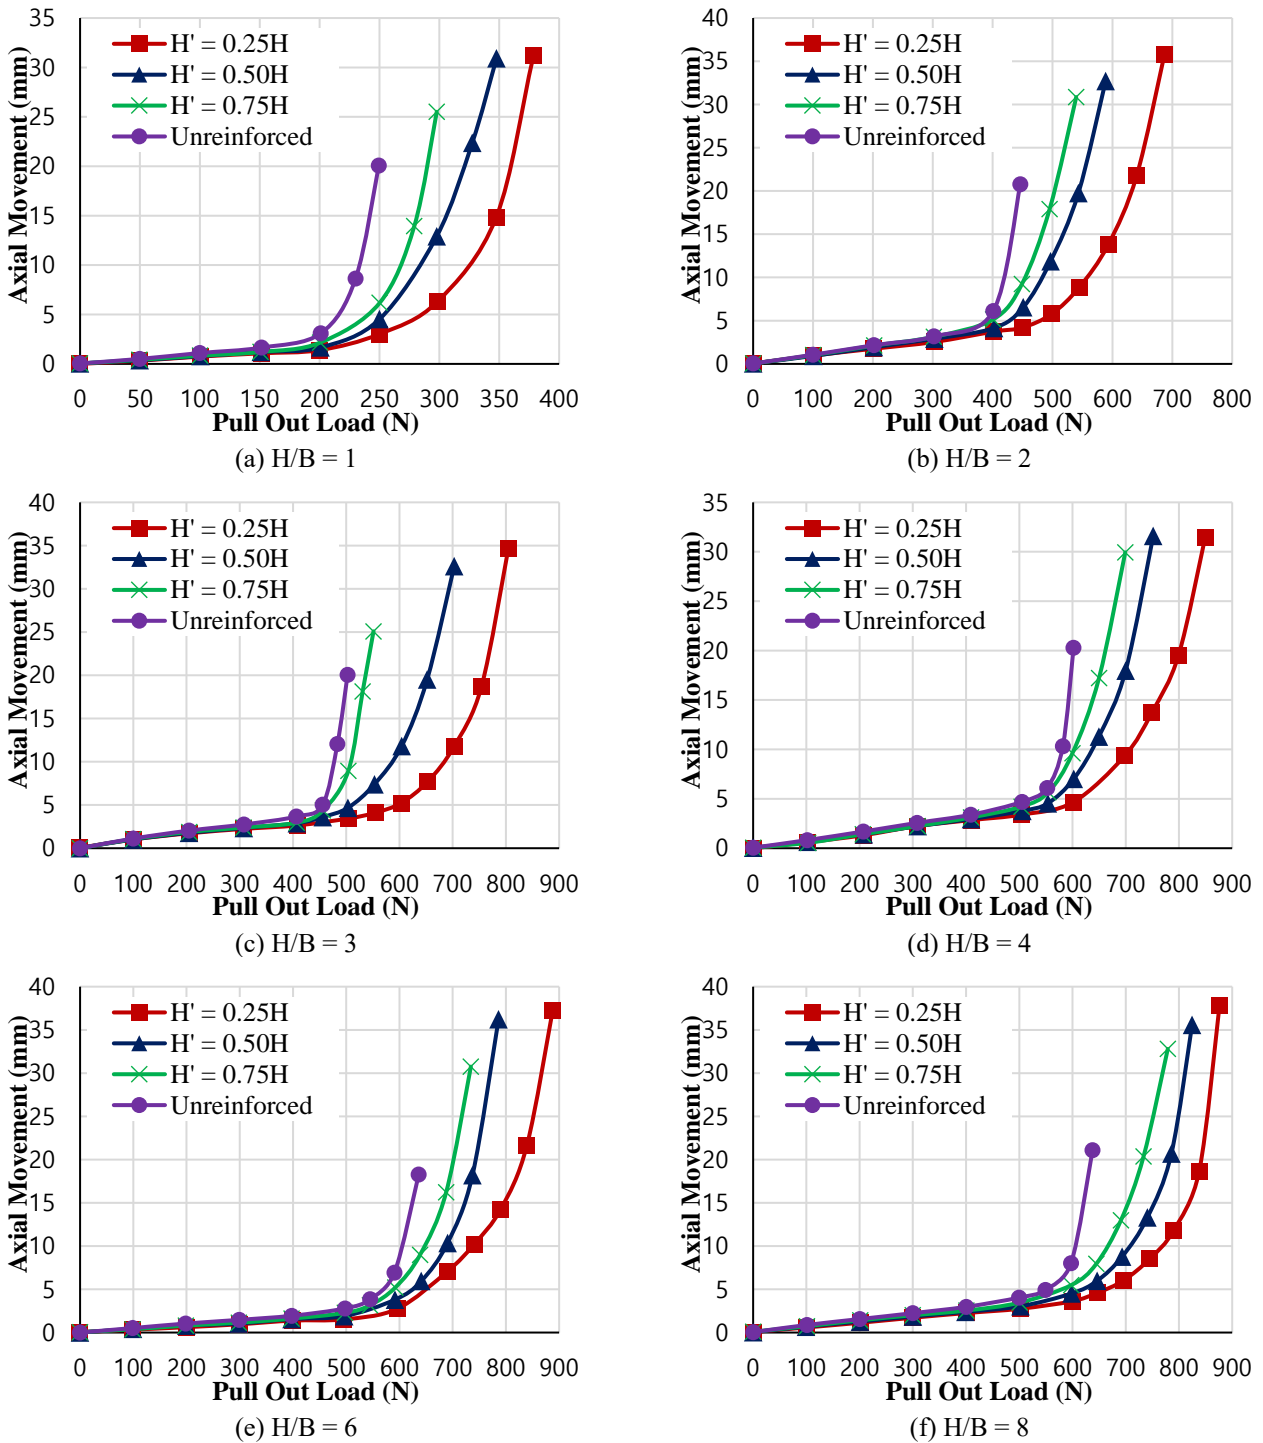 35
30
25
20
15
10
5
0
Axial Movement (mm)
H' = 0.25H
H' = 0.50H
H' = 0.75H
Unreinforced
0 50 100 150 200 250 300 350 400
Pull Out Load (N)
(a) H/B = 1
40
35
30
25
20
15
10
5
0
Axial Movement (mm)
H' = 0.25H
H' = 0.50H
H' = 0.75H
Unreinforced
0 100 200 300 400 500 600 700 800
Pull Out Load (N)
(b) H/B = 2
40
35
30
25
20
15
10
5
0
Axial Movement (mm)
H' = 0.25H
H' = 0.50H
H' = 0.75H
Unreinforced
0 100 200 300 400 500 600 700 800 900
Pull Out Load (N)
(c) H/B = 3
35
30
25
20
15
10
5
0
Axial Movement (mm)
H' = 0.25H
H' = 0.50H
H' = 0.75H
Unreinforced
0 100 200 300 400 500 600 700 800 900
Pull Out Load (N)
(d) H/B = 4
40
35
30
25
20
15
10
5
0
Axial Movement (mm)
H' = 0.25H
H' = 0.50H
H' = 0.75H
Unreinforced
0 100 200 300 400 500 600 700 800 900
Pull Out Load (N)
(e) H/B = 6
40
35
30
25
20
15
10
5
0
Axial Movement (mm)
H' = 0.25H
H' = 0.50H
H' = 0.75H
Unreinforced
0 100 200 300 400 500 600 700 800 900
Pull Out Load (N)
(f) H/B = 8